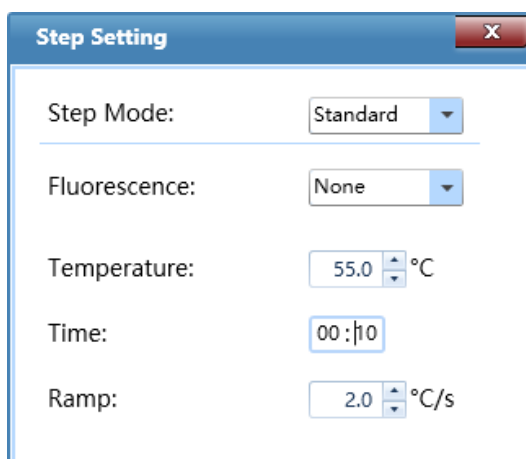 Step Setting
x
Step Mode: Standard
Fluorescence: None
Temperature: 55.0 °C
Time: 00:10
Ramp: 2.0 °C/s